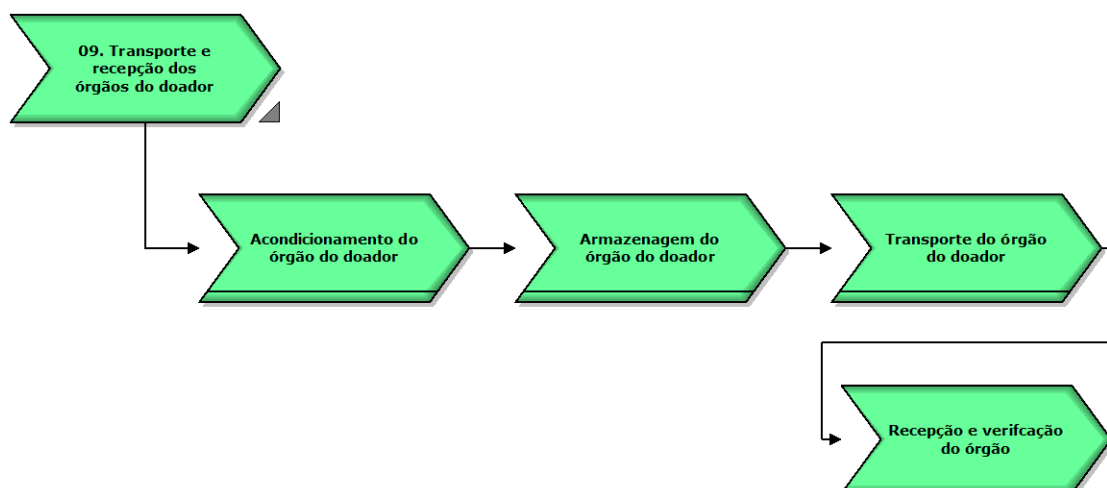 09. Transporte e
recepção dos
órgãos do doador
Acondicionamento do
órgão do doador
Armazenagem do
órgão do doador
Transporte do órgão
do doador
Recepção e verifcação
do órgão